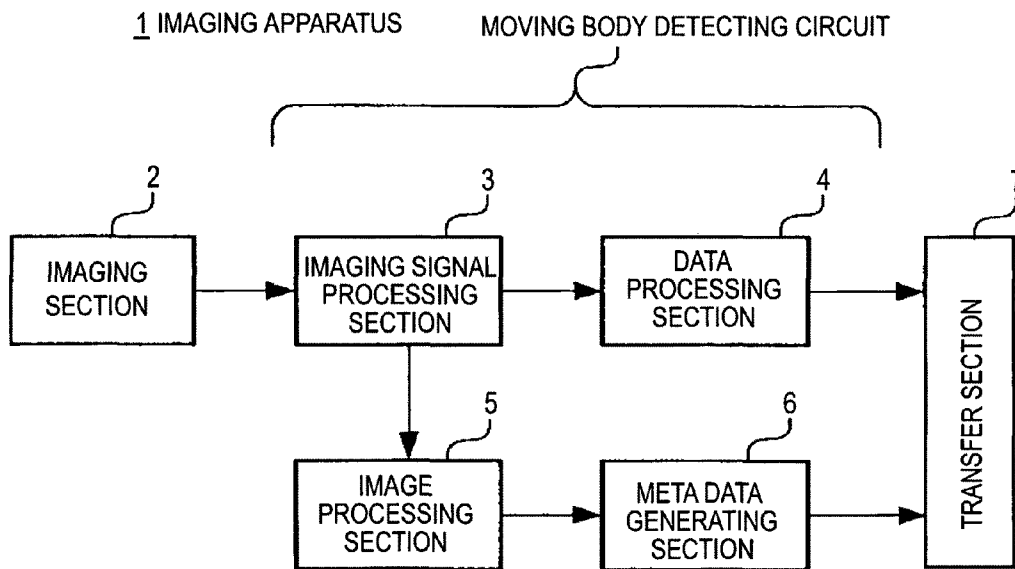 1 IMAGING APPARATUS
MOVING BODY DETECTING CIRCUIT
2
3
4
7
IMAGING
SECTION
IMAGING SIGNAL
PROCESSING
SECTION
DATA
PROCESSING
SECTION
TRANSFER SECTION
5
6
IMAGE
PROCESSING
SECTION
META DATA
GENERATING
SECTION